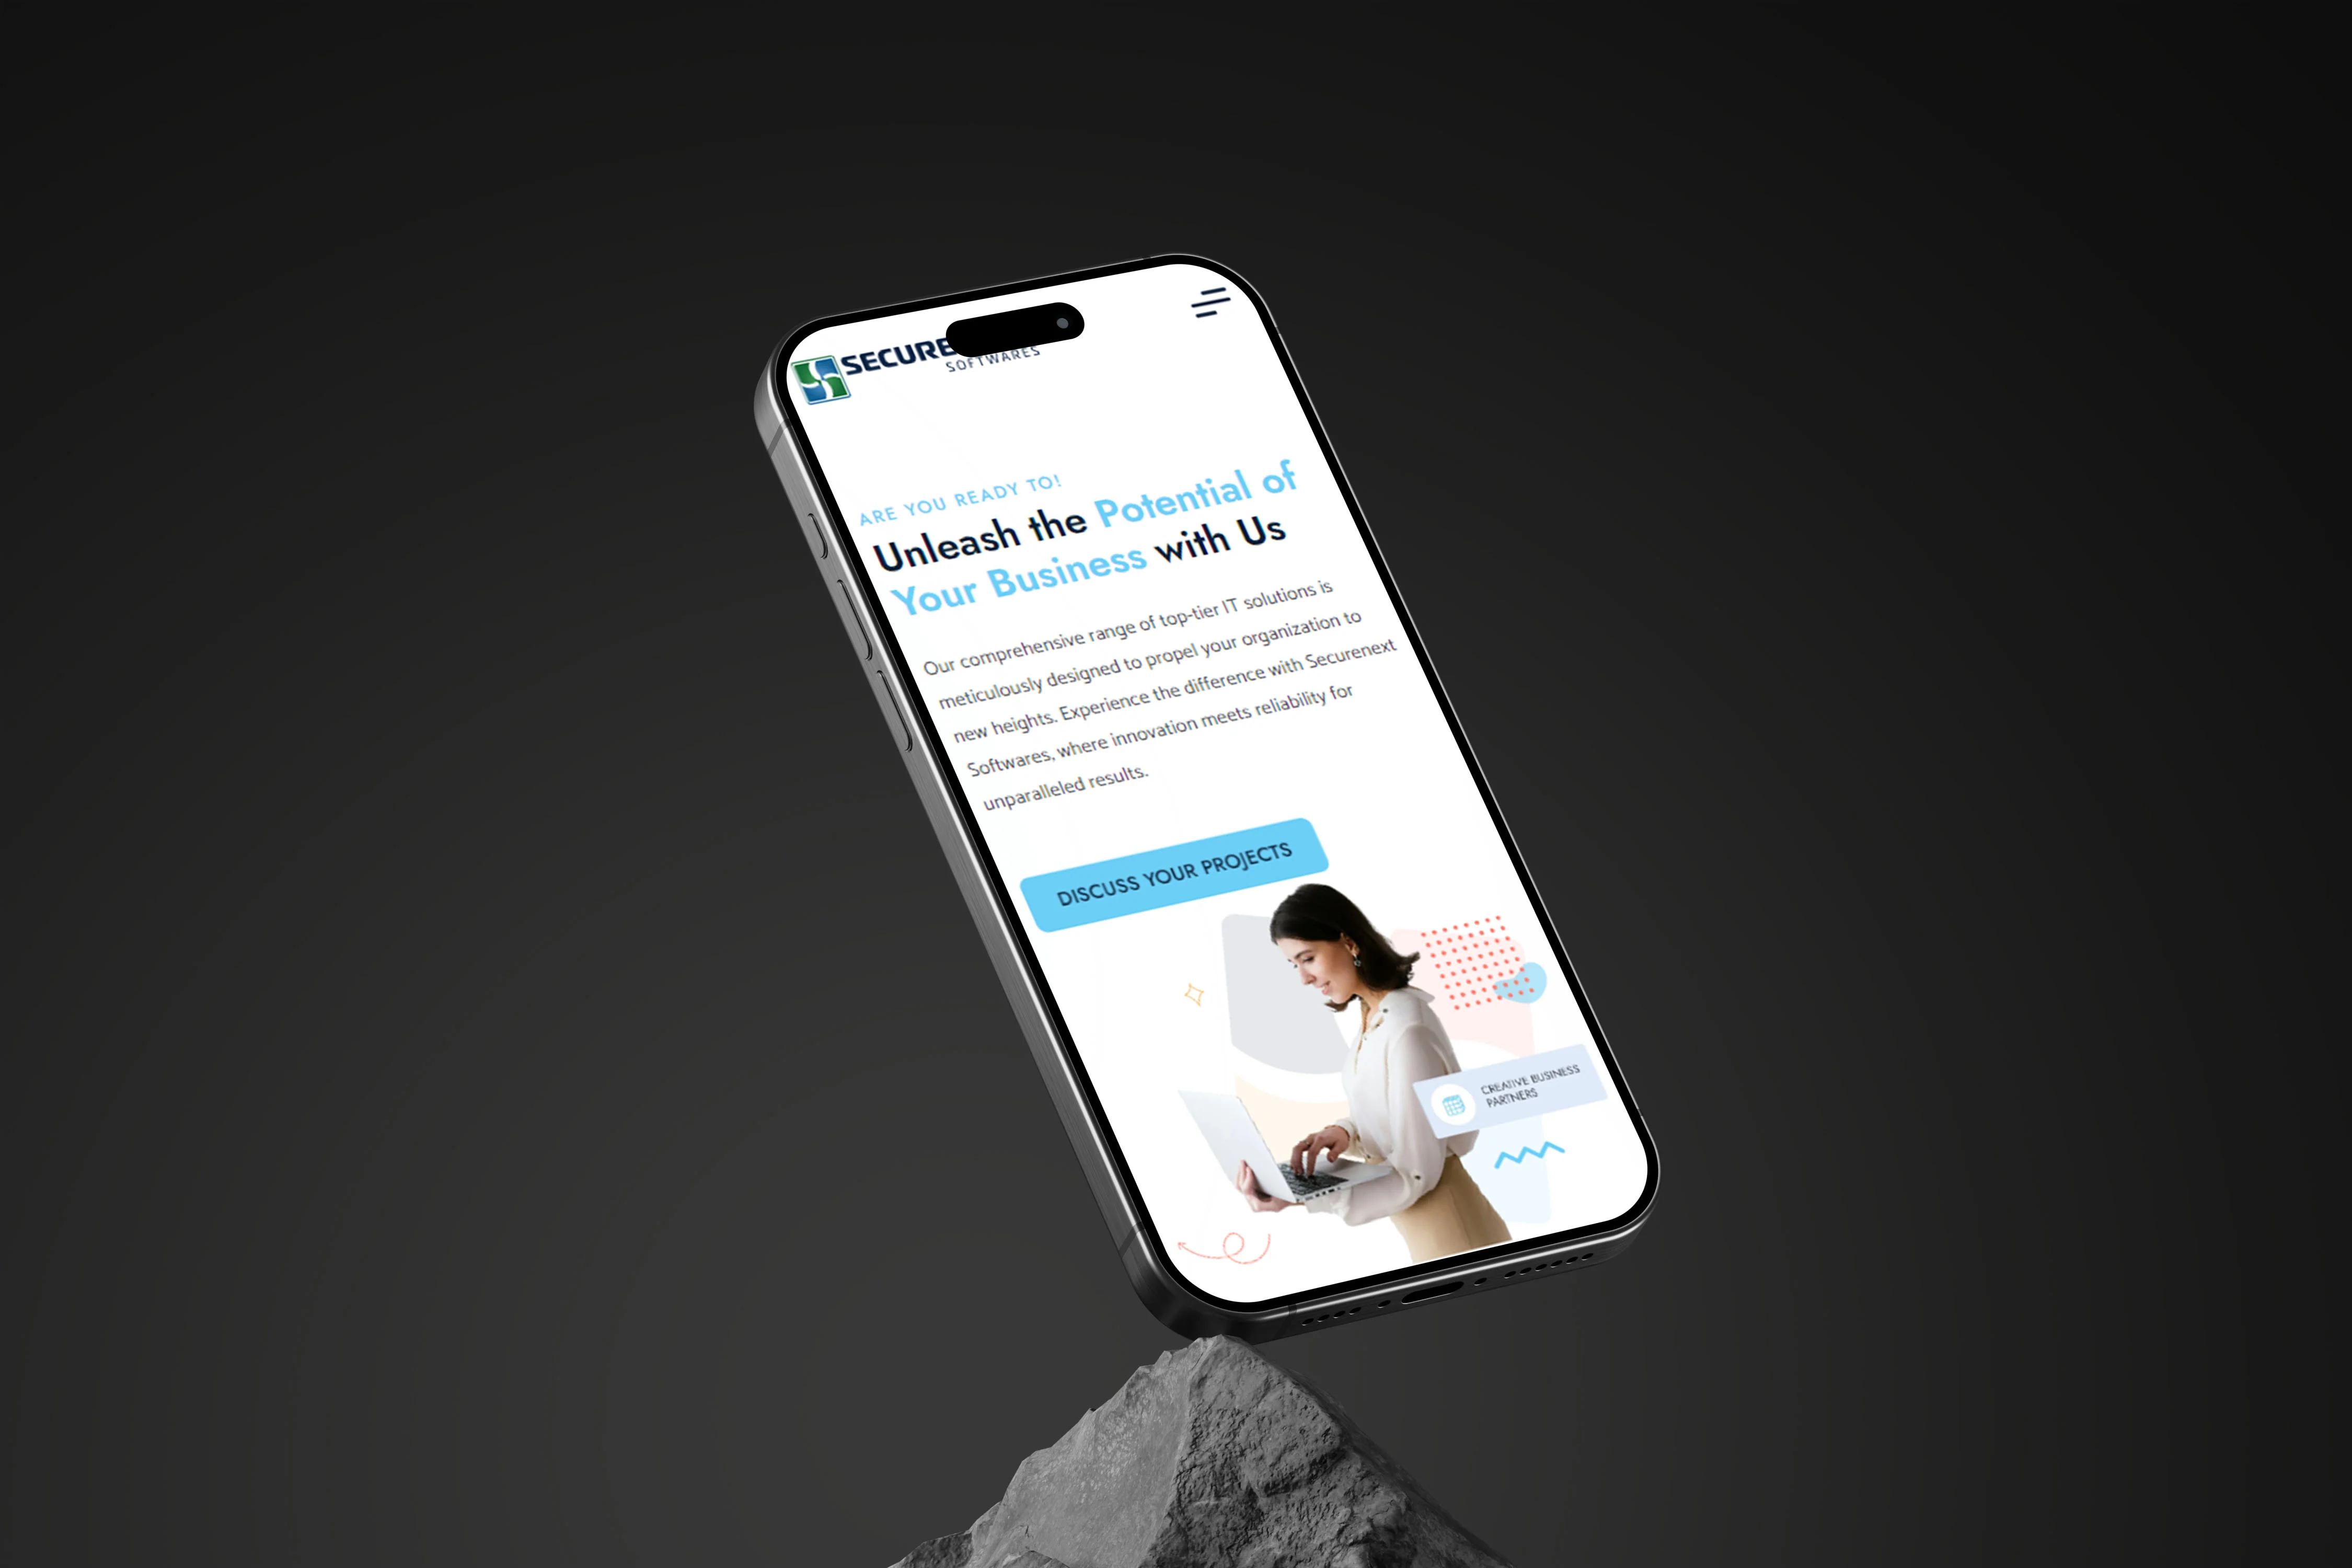 SECURE
SOFTWARES
ARE YOU READY TO!
Unleash the Potential of
Your Business with Us
Our comprehensive range of top-tier IT solutions is
meticulously designed to propel your organization to
new heights. Experience the difference with Securenext
Softwares, where innovation meets reliability for
unparalleled results.
DISCUSS YOUR PROJECTS
CREATIVE BUSINESS
PARTNERS